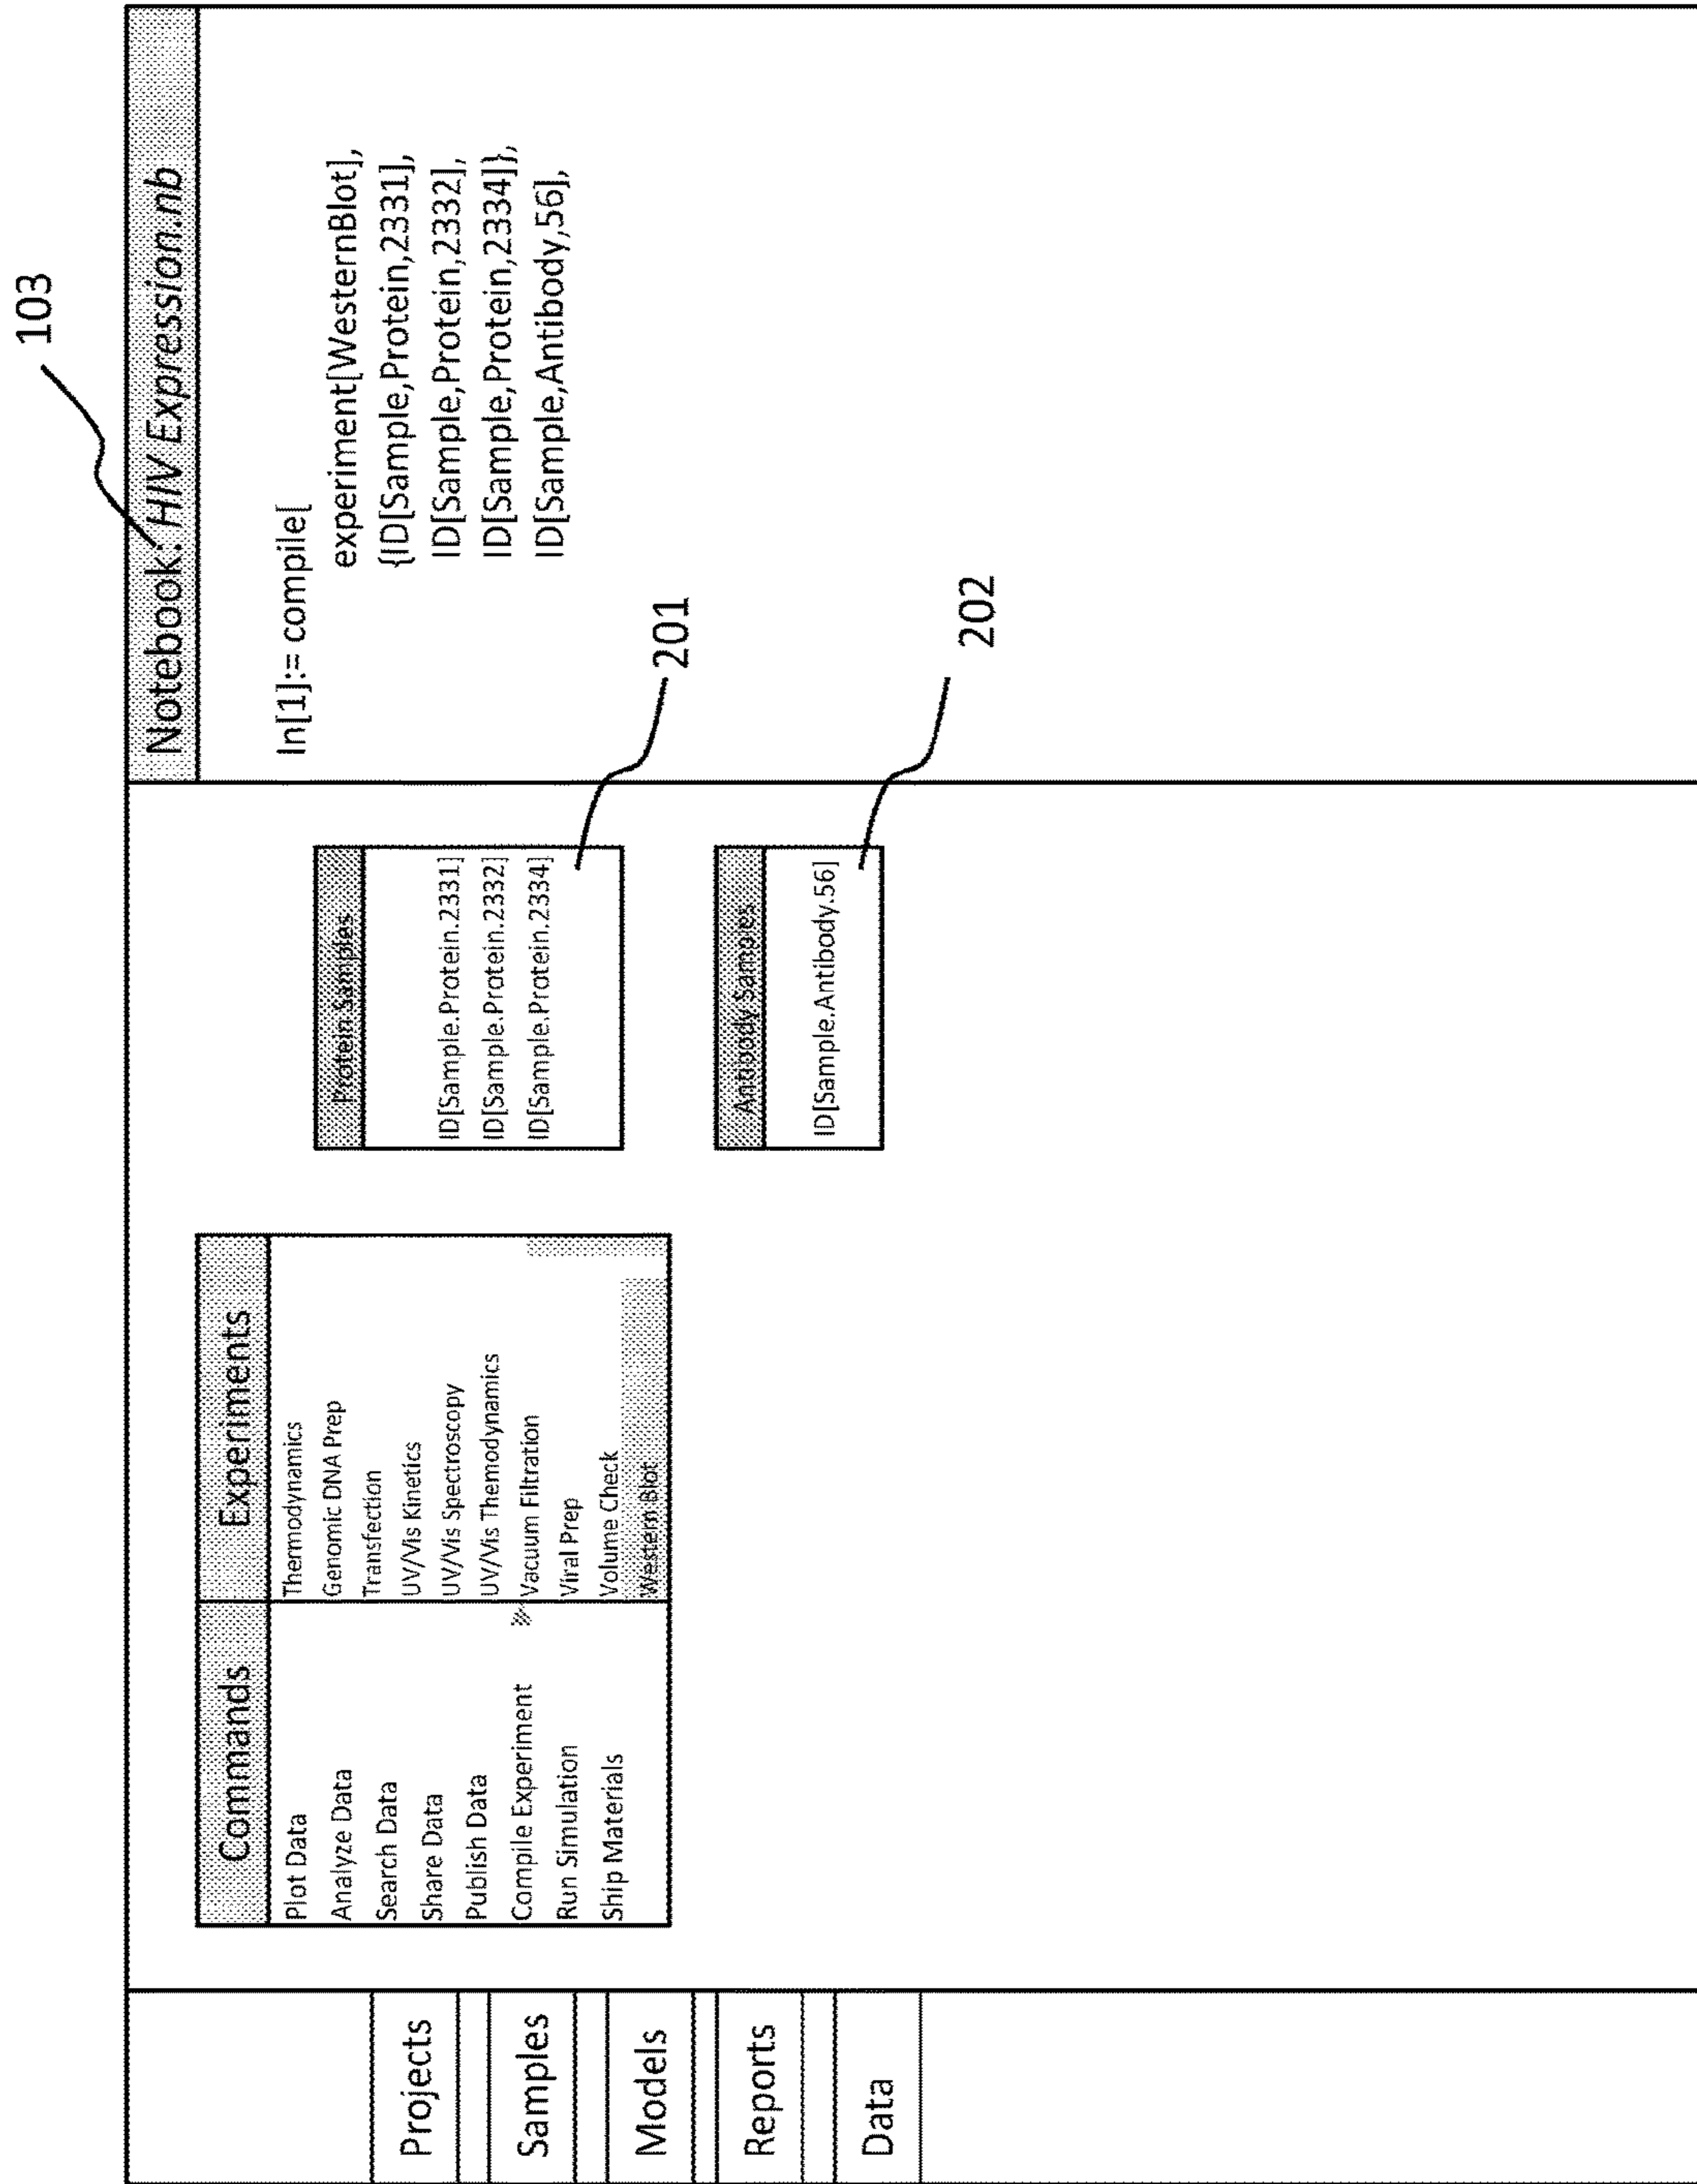 103
Notebook: HIV Expression.nb
Projects
Samples
Models
Reports
Data
Commands
Plot Data
Analyze Data
Search Data
Share Data
Publish Data
Compile Experiment
Run Simulation
Ship Materials
Experiments
Thermodynamics
Genomic DNA Prep
Transfection
UV/Vis Kinetics
UV/Vis Spectroscopy
UV/Vis Themodynamics
Vacuum Filtration
Viral Prep
Volume Check
Western Blot
Protein Samples
ID[Sample.Protein.2331]
ID[Sample.Protein.2332]
ID[Sample.Protein.2334]
201
Antibody Samples
ID[Sample.Antibody.56]
202
In[1]:= compile[
experiment[WesternBlot],
{ID[Sample,Protein,2331],
ID[Sample,Protein,2332],
ID[Sample,Protein,2334]},
ID[Sample,Antibody,56],